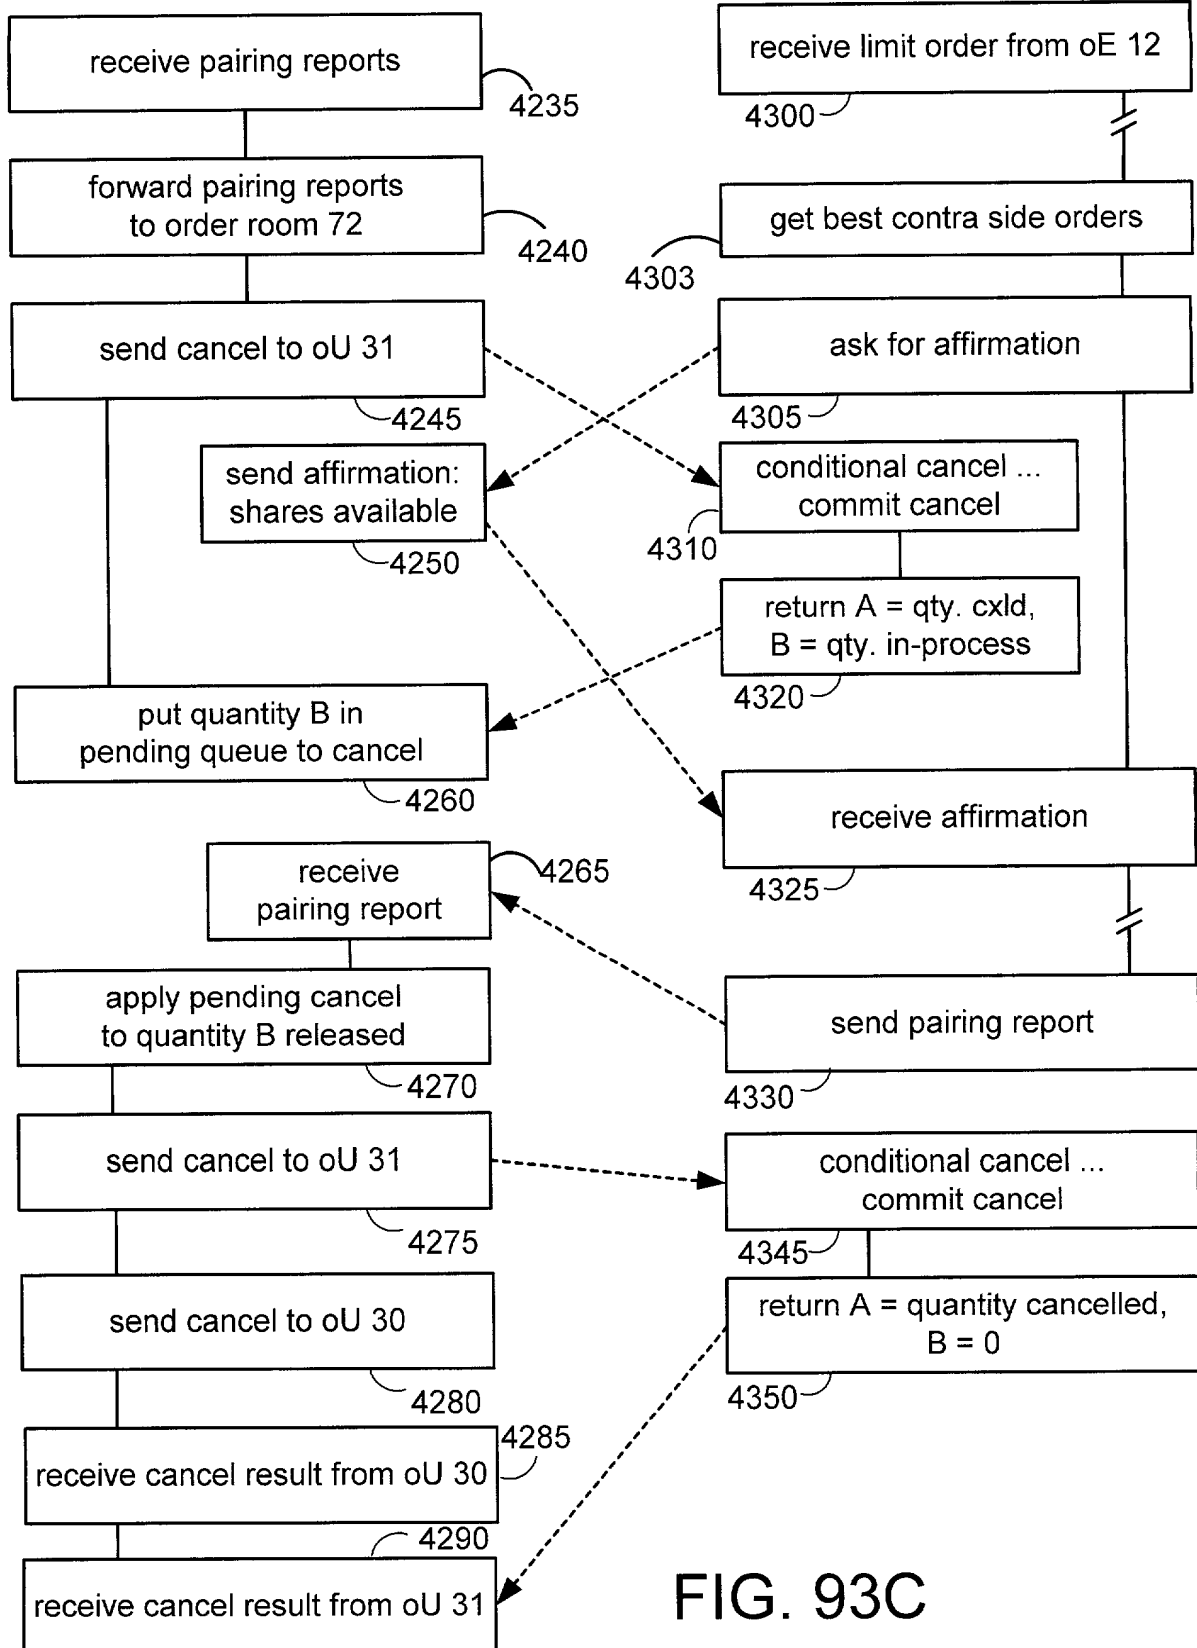 receive pairing reports
4235
forward pairing reports
to order room 72
4240
send cancel to oU 31
4245
send affirmation:
shares available
4250
put quantity B in
pending queue to cancel
4260
receive
pairing report
4265
apply pending cancel
to quantity B released
4270
send cancel to oU 31
4275
send cancel to oU 30
4280
receive cancel result from oU 30
4285
4290
receive cancel result from oU 31
receive limit order from oE 12
4300
get best contra side orders
4303
ask for affirmation
4305
conditional cancel ...
commit cancel
4310
return A = qty. cxld,
B = qty. in-process
4320
receive affirmation
4325
send pairing report
4330
conditional cancel ...
commit cancel
4345
return A = quantity cancelled,
B = 0
4350
FIG. 93C